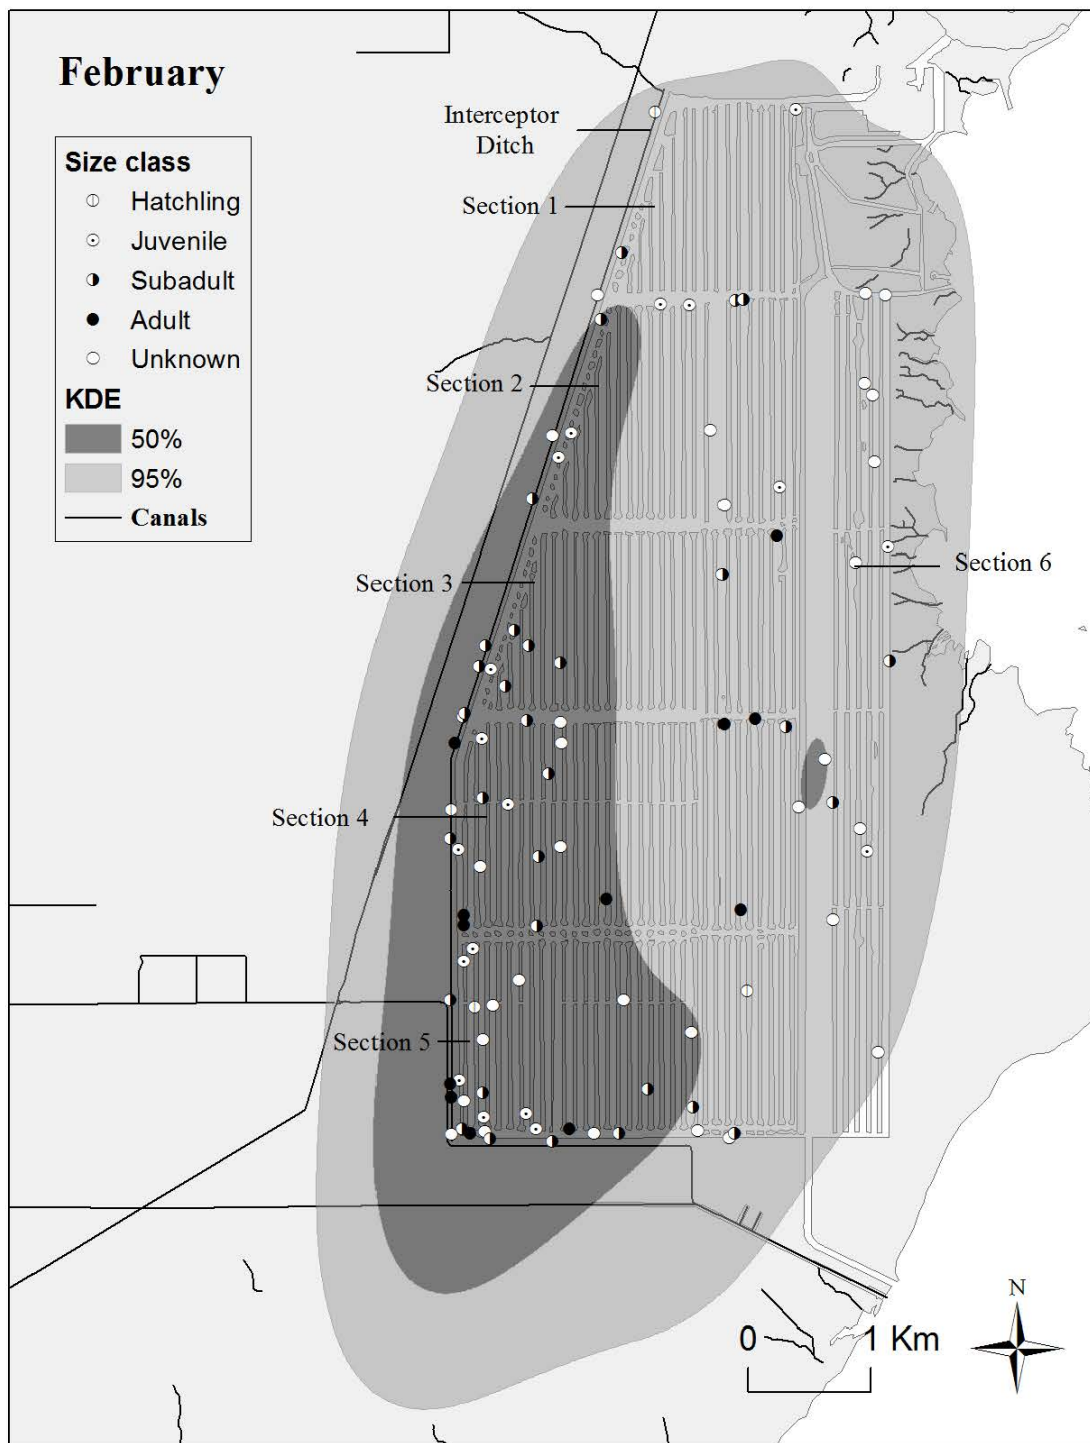 February
Interceptor
Ditch
Size class
Hatchling
Section 1
Juvenile
Subadult
Adult
Unknown
Section 2
KDE
50%
95%
Canals
Section 3
Section 6
Section 4
Section 5
N
0 1 Km